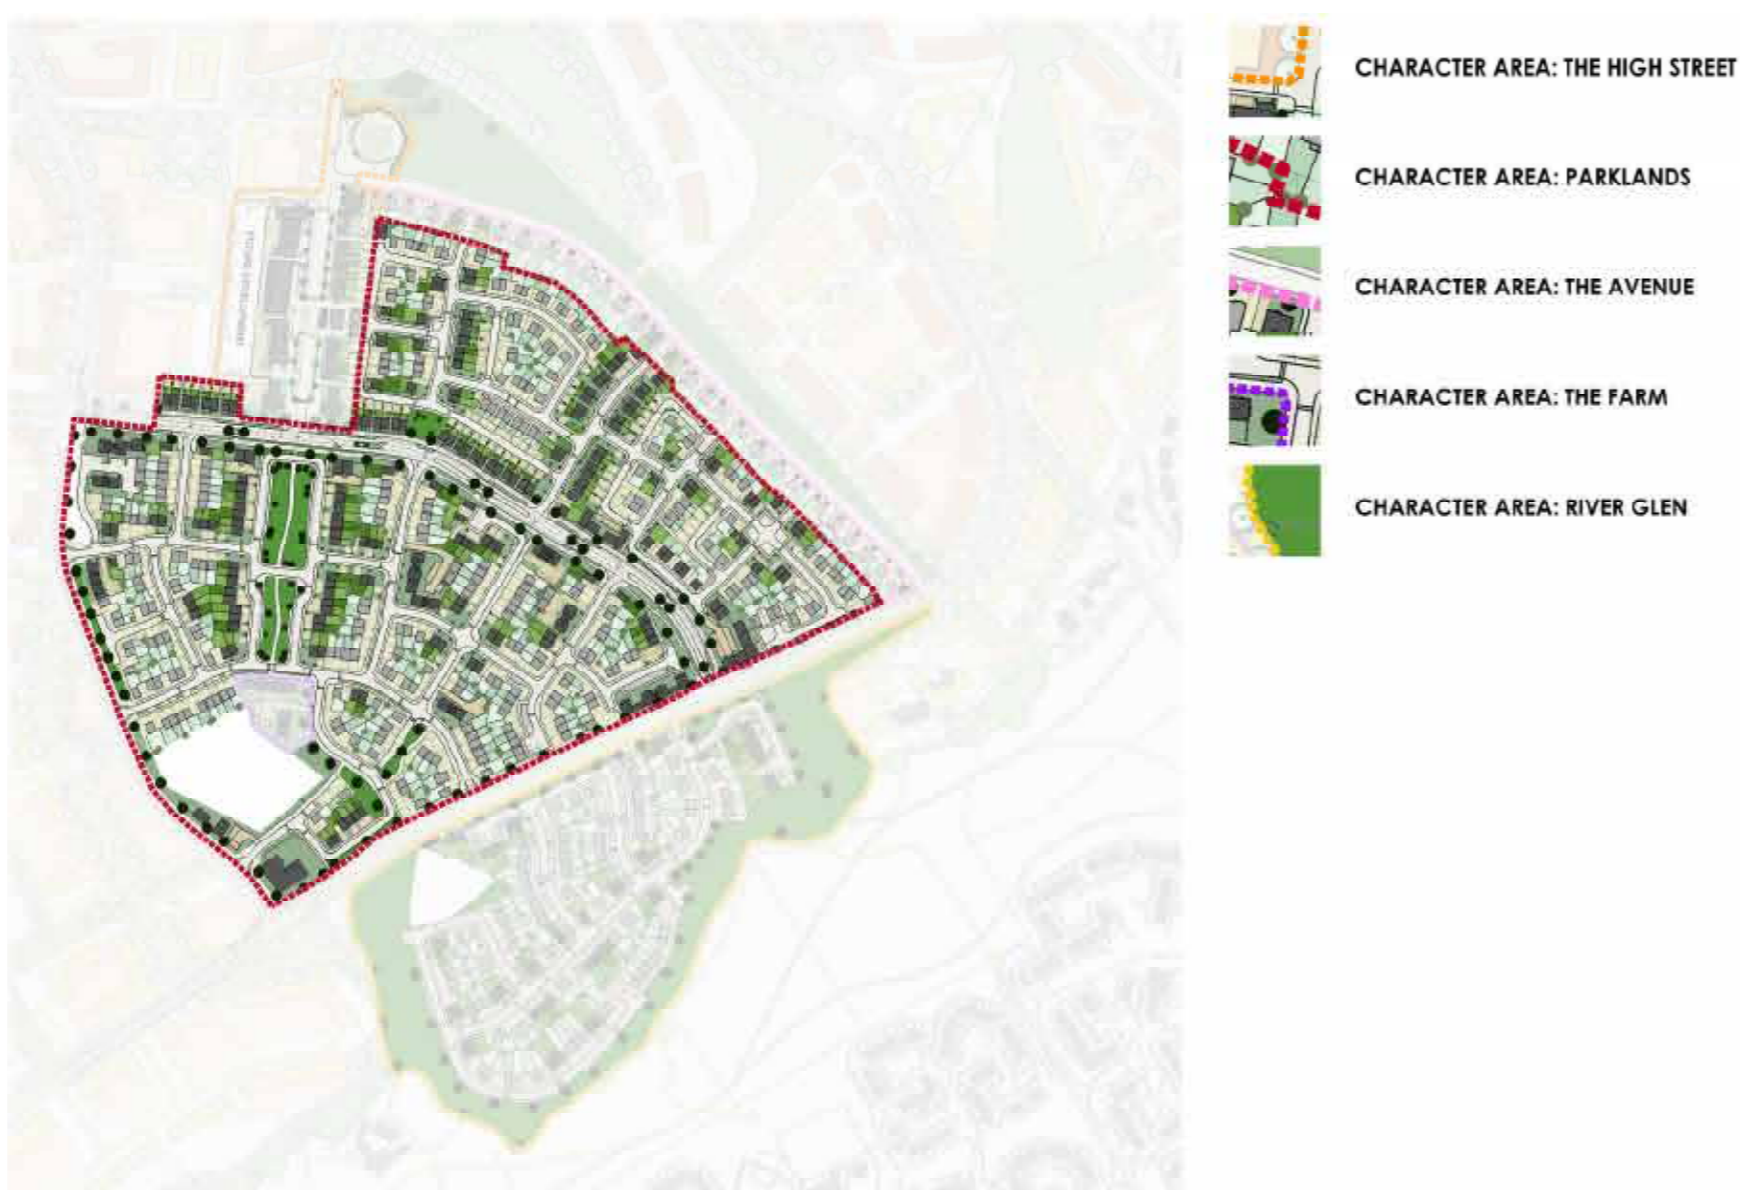 CHARACTER AREA: THE HIGH STREET
CHARACTER AREA: PARKLANDS
CHARACTER AREA: THE AVENUE
CHARACTER AREA: THE FARM
CHARACTER AREA: RIVER GLEN